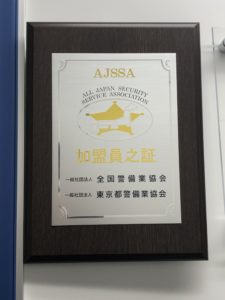 AJSSA
ALL JAPAN SECURITY
SERVICE ASSOCIATION
加盟員之証
一般社団法人 全国警備業協会
一般社団法人 東京都警備業協会